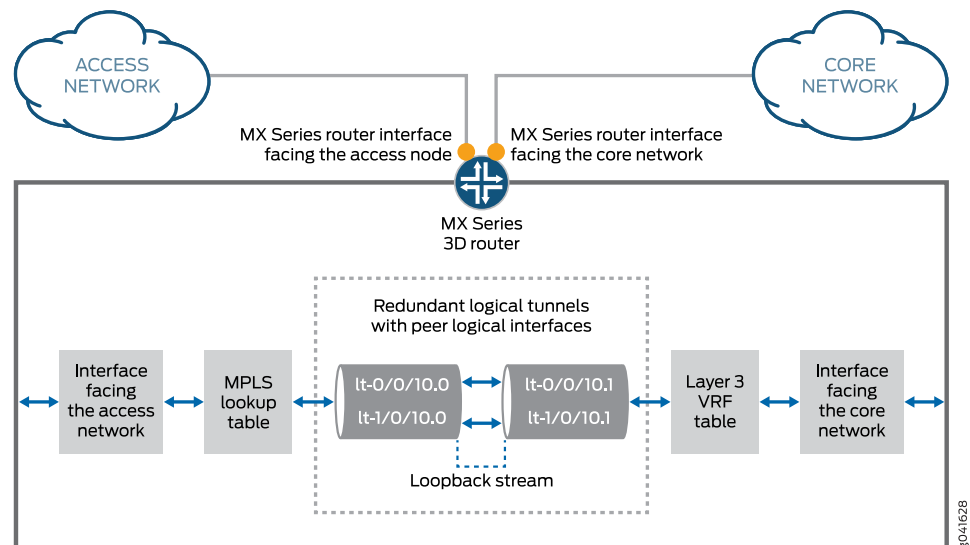 ACCESS
NETWORK
CORE
NETWORK
MX Series router interface
facing the access node
MX Series router interface
facing the core network
MX Series
3D router
Redundant logical tunnels
with peer logical interfaces
Interface
facing
the access
network
MPLS
lookup
table
lt-0/0/10.0
lt-1/0/10.0
lt-0/0/10.1
lt-1/0/10.1
Layer 3
VRF
table
Interface
facing
the core
network
Loopback stream